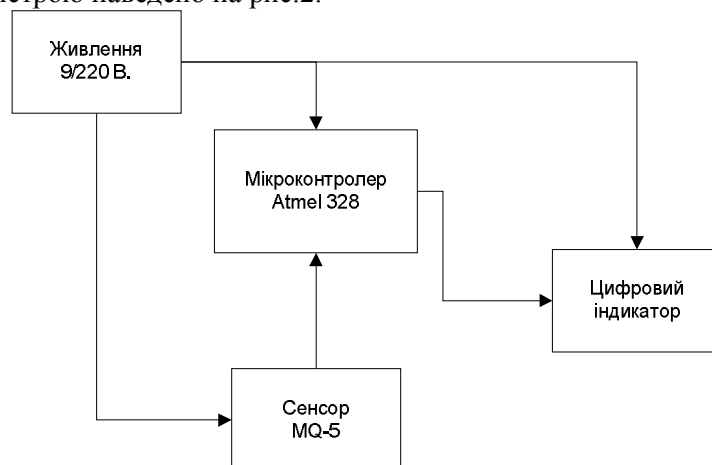 наведено на рис.2.
Живлення
9/220 В.
Мікроконтролер
Atmel 328
Цифровий
індикатор
Сенсор
MQ-5